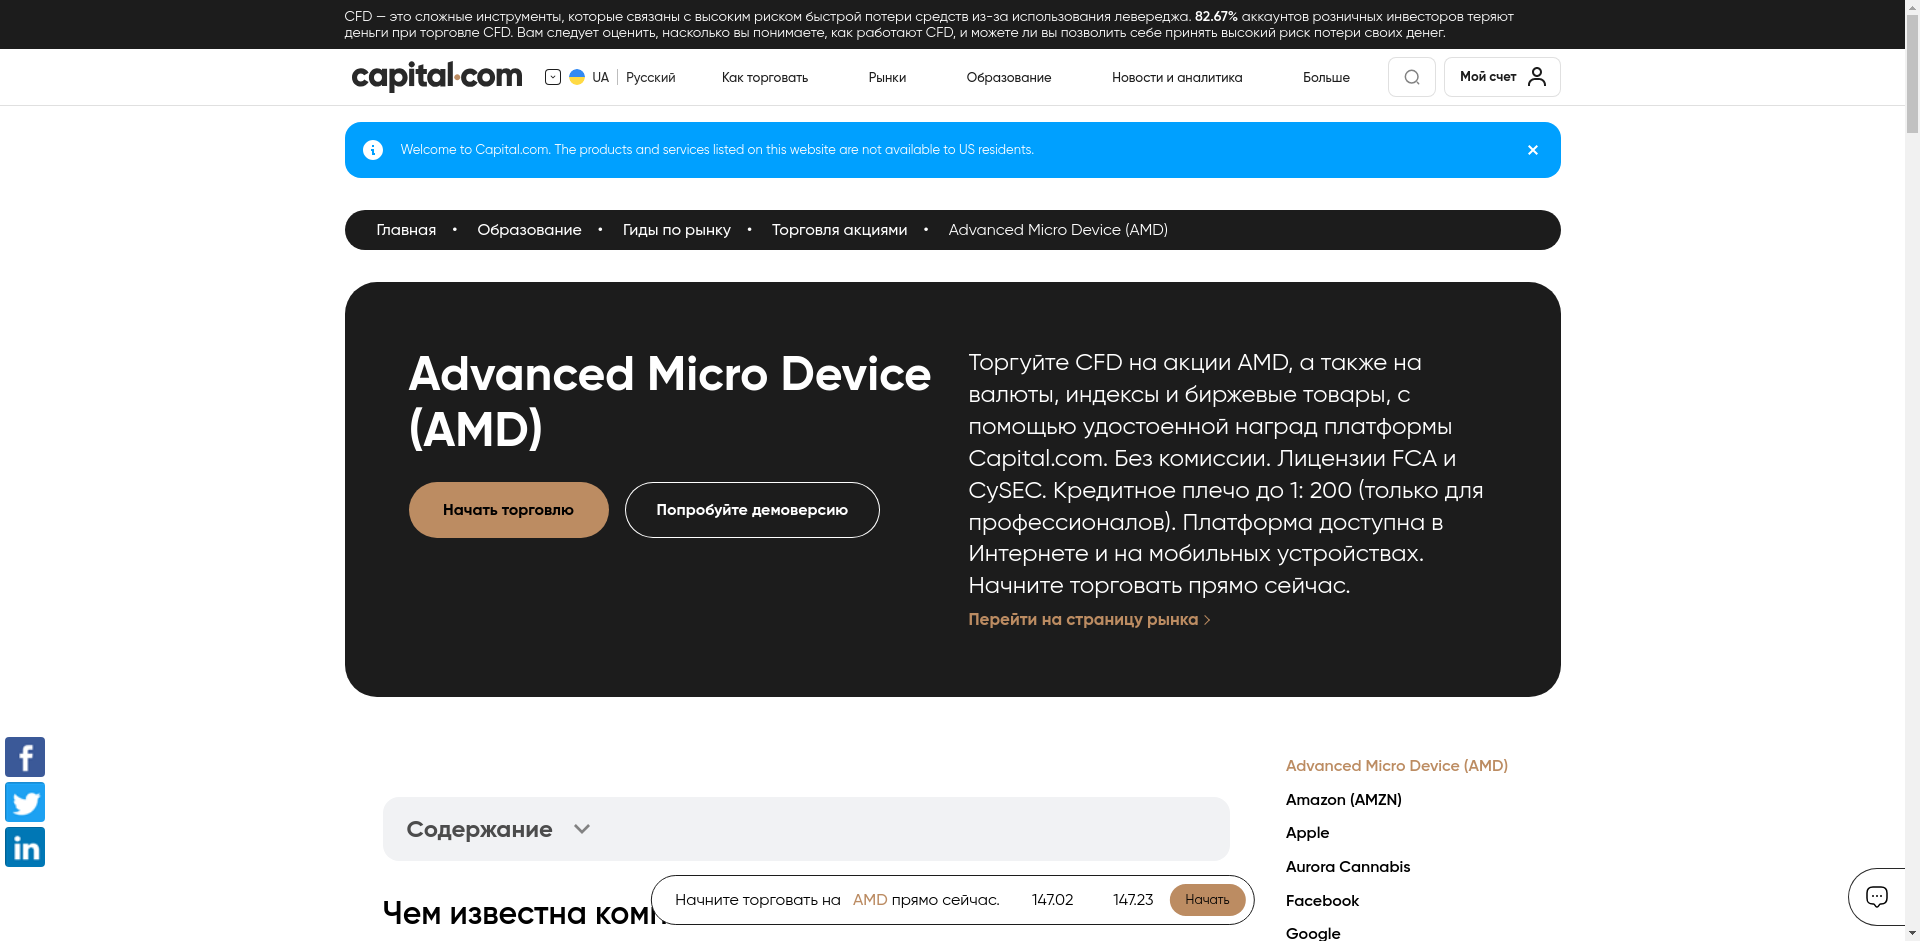 CFD — это сложные инструменты, которые связаны с высоким риском быстрой потери средств из-за использования левереджа. 82.67% аккаунтов розничных инвесторов теряют
деньги при торговле CFD. Вам следует оценить, насколько вы понимаете, как работают CFD, и можете ли вы позволить себе принять высокий риск потери своих денег.
capital.com
UA | Русский
Как торговать
Рынки
Образование
Новости и аналитика
Больше
Мой счет
Welcome to Capital.com. The products and services listed on this website are not available to US residents.
Главная • Образование • Гиды по рынку • Торговля акциями • Advanced Micro Device (AMD)
Advanced Micro Device
(AMD)
Начать торговлю
Попробуйте демоверсию
Торгуйте CFD на акции AMD, а также на
валюты, индексы и биржевые товары, с
помощью удостоенной наград платформы
Capital.com. Без комиссии. Лицензии FCA и
CySEC. Кредитное плечо до 1: 200 (только для
профессионалов). Платформа доступна в
Интернете и на мобильных устройствах.
Начните торговать прямо сейчас.
Перейти на страницу рынка
Содержание
Чем известна
Начните торговать на AMD прямо сейчас. 147.02 147.23 Начать
Advanced Micro Device (AMD)
Amazon (AMZN)
Apple
Aurora Cannabis
Facebook
Google